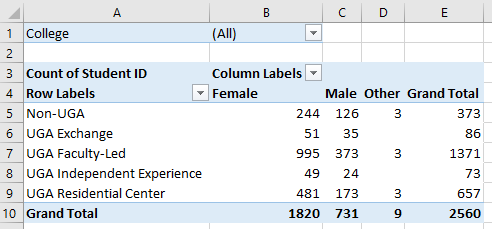 A B C D E
1 College (All)
2
3 Count of Student ID Column Labels
4 Row Labels Female Male Other Grand Total
5 Non-UGA 244 126 3 373
6 UGA Exchange 51 35 86
7 UGA Faculty-Led 995 373 3 1371
8 UGA Independent Experience 49 24 73
9 UGA Residential Center 481 173 3 657
10 Grand Total 1820 731 9 2560